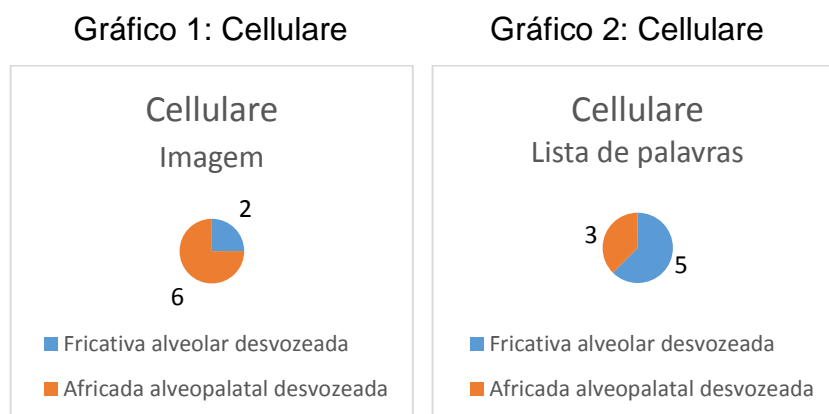 Gráfico 1: Cellulare
Cellulare
Imagem
2
6
Fricativa alveolar desvozeada
Africada alveopalatal desvozeada
Gráfico 2: Cellulare
Cellulare
Lista de palavras
3
5
Fricativa alveolar desvozeada
Africada alveopalatal desvozeada